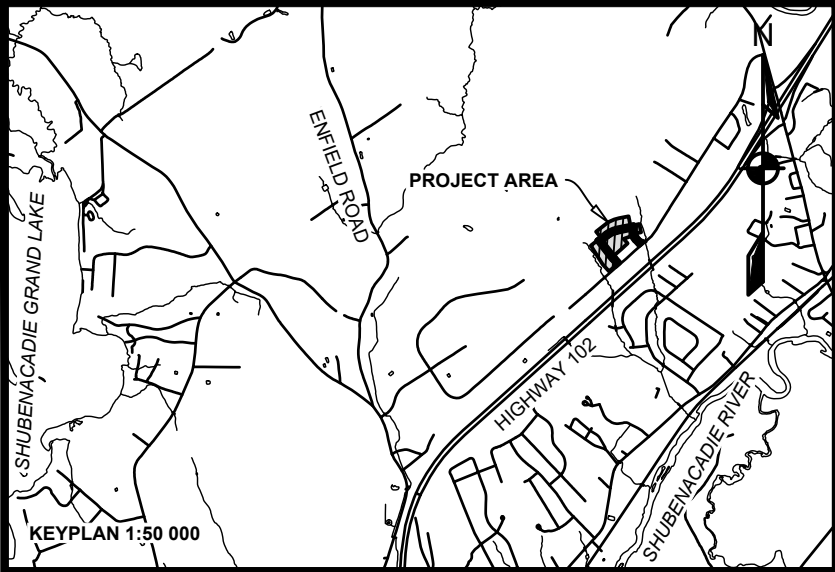 N
ENFIELD ROAD
PROJECT AREA
SHUBENACADIE GRAND LAKE
HIGHWAY 102
SHUBENACADIE RIVER
KEYPLAN 1:50 000